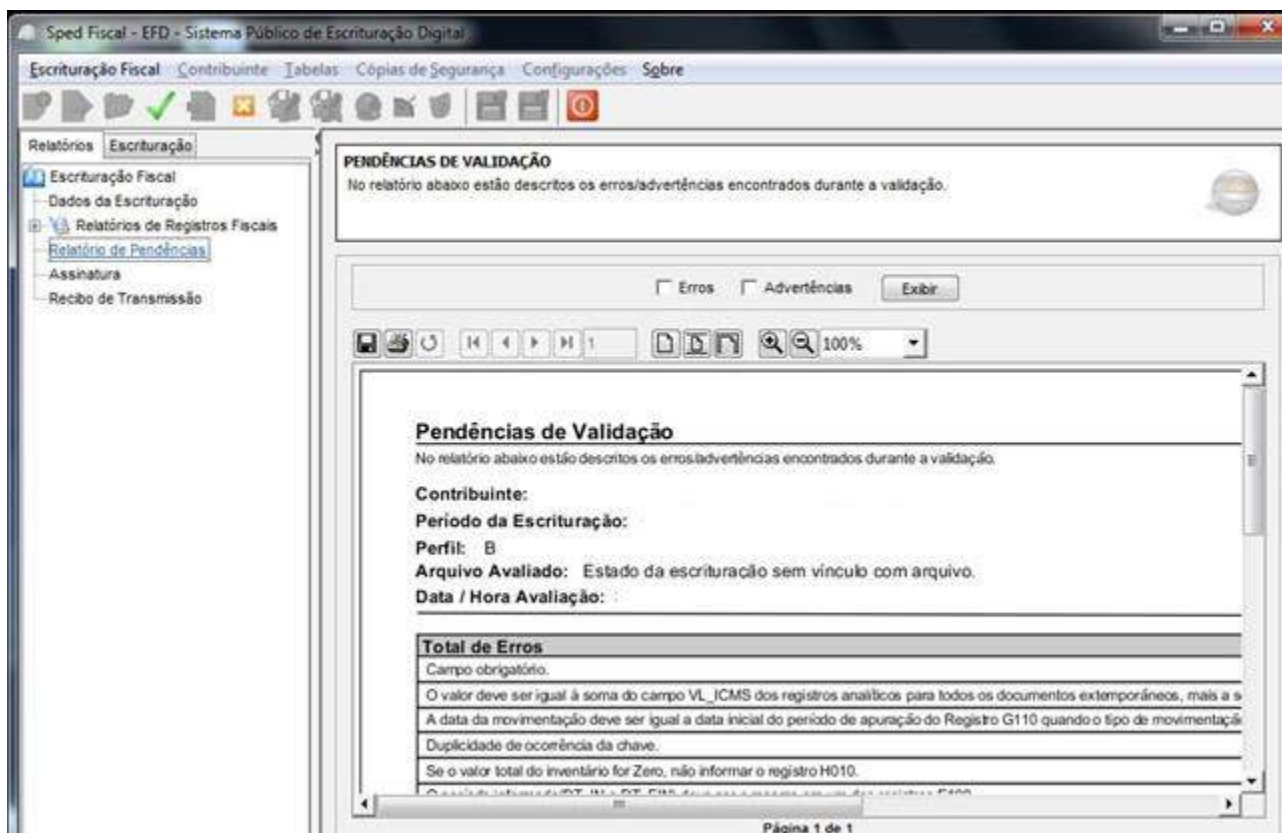 Sped Fiscal - EFD - Sistema Público de Escrituração Digital
Escrituração Fiscal Contribuinte Tabelas Cópias de Segurança Configurações Sobre
Relatórios Escrituração
Escrituração Fiscal
Dados da Escrituração
Relatórios de Registros Fiscais
Relatório de Pendências
Assinatura
Recibo de Transmissão
PENDÊNCIAS DE VALIDAÇÃO
No relatório abaixo estão descritos os erros/advertências encontrados durante a validação.
Erros Advertências Exibir
1 100%
Pendências de Validação
No relatório abaixo estão descritos os erros/advertências encontrados durante a validação.
Contribuinte:
Período da Escrituração:
Perfil: B
Arquivo Avaliado: Estado da escrituração sem vínculo com arquivo.
Data / Hora Avaliação:
Total de Erros
Campo obrigatório.
O valor deve ser igual à soma do campo VL_ICMS dos registros analíticos para todos os documentos extemporâneos, mais a s
A data da movimentação deve ser igual a data inicial do período de apuração do Registro G110 quando o tipo de movimentaçã
Duplicidade de ocorrência da chave.
Se o valor total do inventário for Zero, não informar o registro H010.
Página 1 de 1